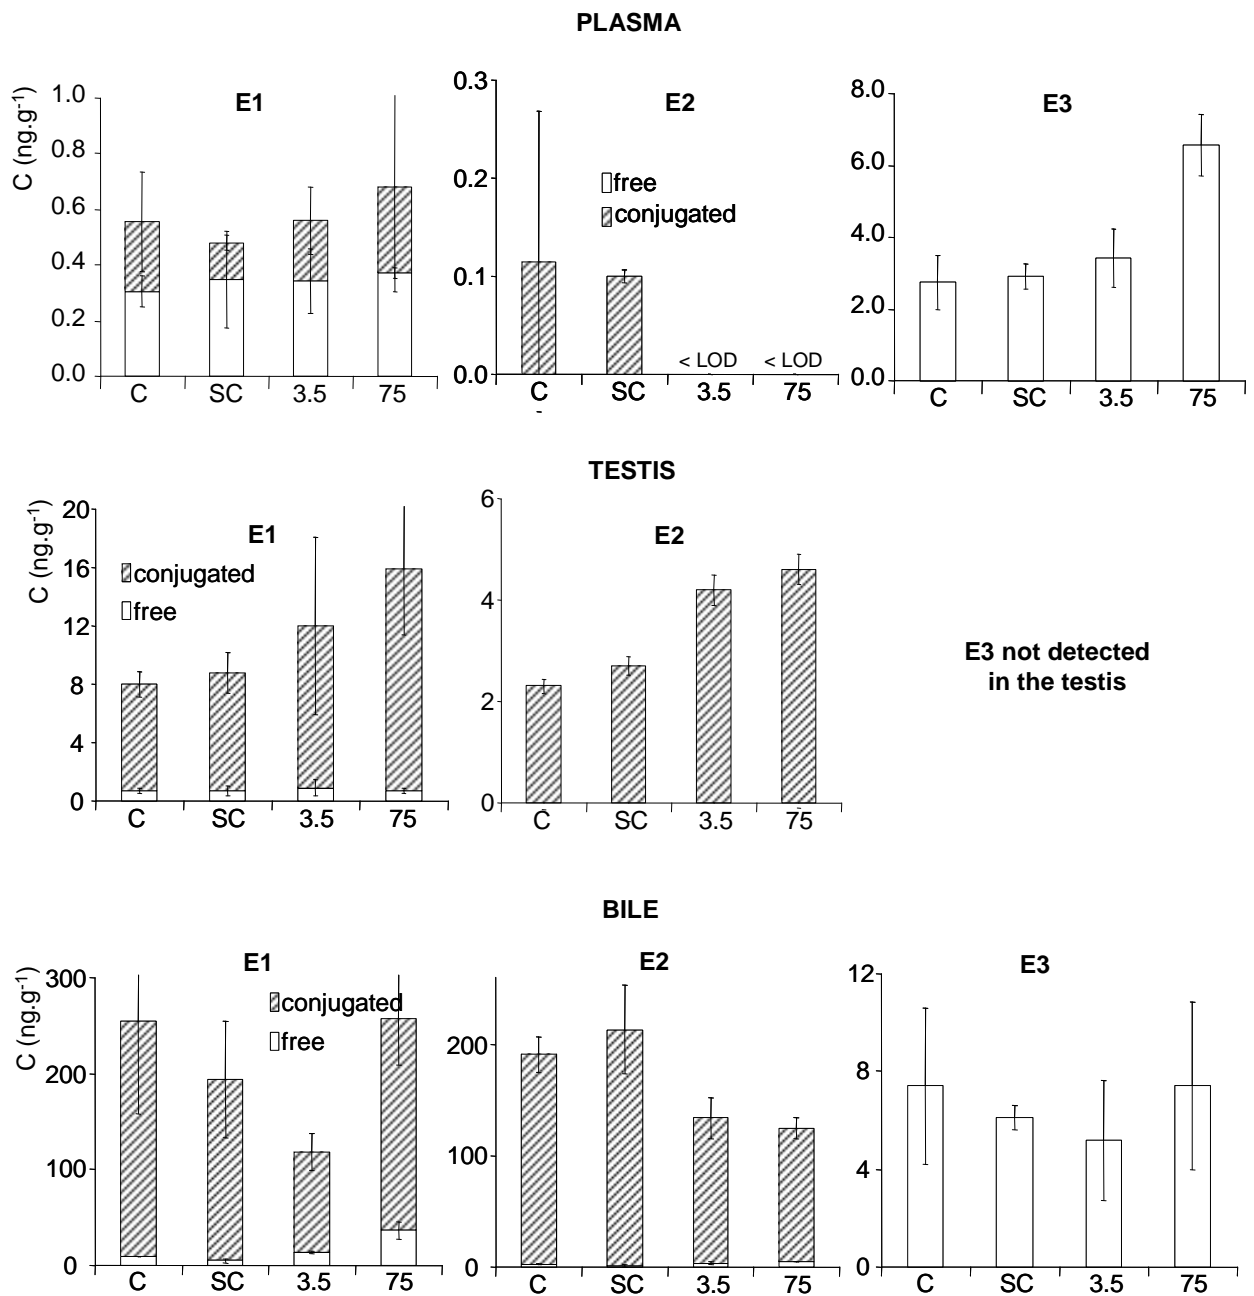 PLASMA
E1
E2
E3
C (ng.g-1)
1.0
0.8
0.6
0.4
0.2
0.0
C SC 3.5 75
0.3
0.2
0.1
0.0
free
conjugated
< LOD < LOD
C SC 3.5 75
8.0
6.0
4.0
2.0
0.0
C SC 3.5 75
TESTIS
E1
E2
C (ng.g-1)
20
16
12
8
4
0
conjugated
free
C SC 3.5 75
6
4
2
0
C SC 3.5 75
E3 not detected
in the testis
BILE
E1
E2
E3
C (ng.g-1)
300
200
100
0
conjugated
free
C SC 3.5 75
200
100
0
C SC 3.5 75
12
8
4
0
C SC 3.5 75